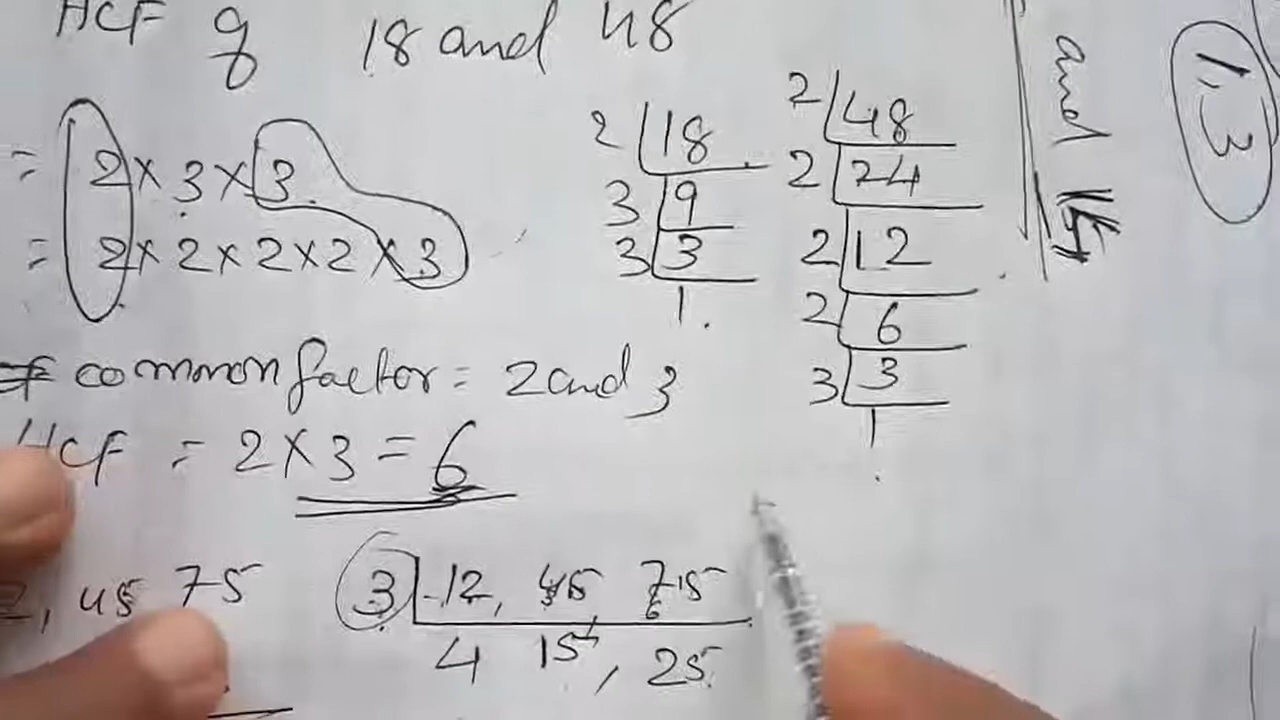 HCF of 18 and 48
= 2 × 3 × 3
= 2 × 2 × 2 × 2 × 3
common factor = 2 and 3
HCF = 2 × 3 = 6
2 | 18
3 | 9
3 | 3
1.
2 | 48
2 | 24
2 | 12
2 | 6
3 | 3
1
, 45 75
3 | 12, 45, 75
4 15, 25
and
1, 3